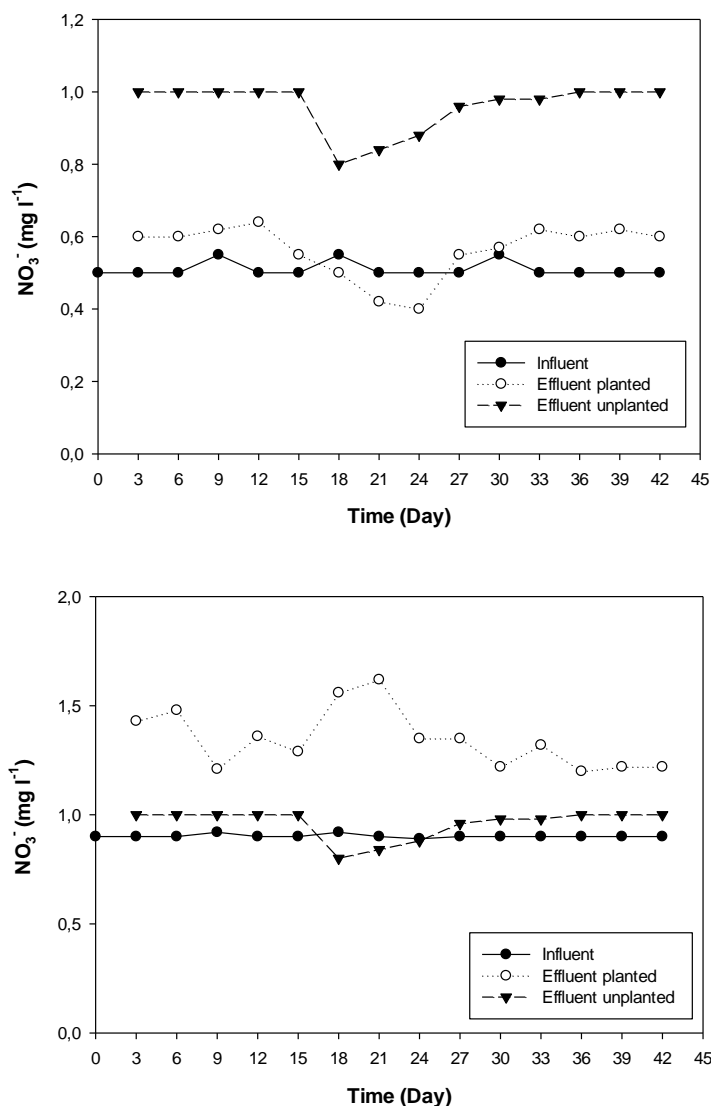 1,2
1,0
0,8
0,6
0,4
0,2
0,0
NO₃⁻ (mg l⁻¹)
Influent
Effluent planted
Effluent unplanted
0 3 6 9 12 15 18 21 24 27 30 33 36 39 42 45
Time (Day)
2,0
1,5
1,0
0,5
0,0
NO₃⁻ (mg l⁻¹)
Influent
Effluent planted
Effluent unplanted
0 3 6 9 12 15 18 21 24 27 30 33 36 39 42 45
Time (Day)